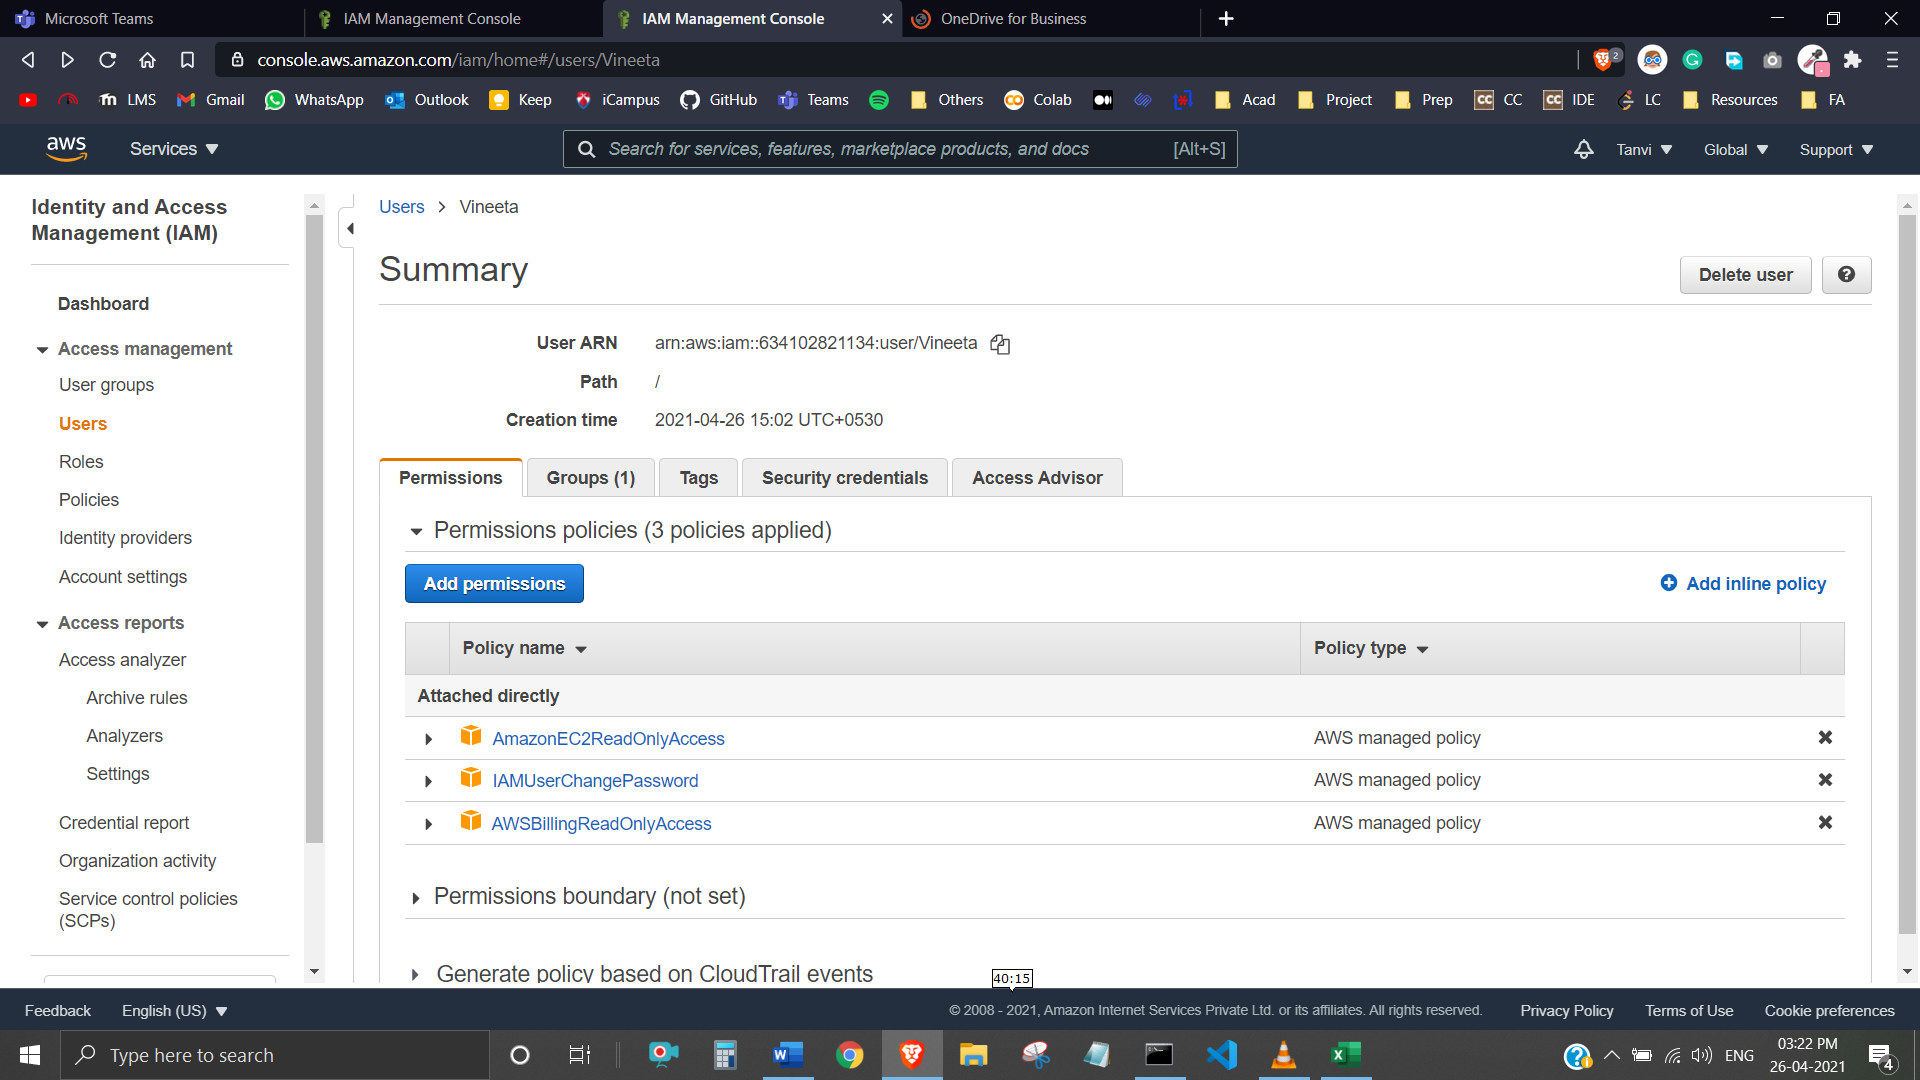 Microsoft Teams
IAM Management Console
IAM Management Console
OneDrive for Business
console.aws.amazon.com/iam/home#/users/Vineeta
2
LMS
Gmail
WhatsApp
Outlook
Keep
iCampus
GitHub
Teams
Others
Colab
Acad
Project
Prep
CC CC
CC IDE
LC
Resources
FA
aws
Services
Search for services, features, marketplace products, and docs [Alt+S]
Tanvi
Global
Support
Identity and Access
Management (IAM)
Dashboard
Access management
User groups
Users
Roles
Policies
Identity providers
Account settings
Access reports
Access analyzer
Archive rules
Analyzers
Settings
Credential report
Organization activity
Service control policies
(SCPs)
Users > Vineeta
Summary
Delete user
?
User ARN arn:aws:iam::634102821134:user/Vineeta
Path /
Creation time 2021-04-26 15:02 UTC+0530
Permissions
Groups (1)
Tags
Security credentials
Access Advisor
Permissions policies (3 policies applied)
Add permissions
Add inline policy
Policy name
Policy type
Attached directly
AmazonEC2ReadOnlyAccess AWS managed policy
IAMUserChangePassword AWS managed policy
AWSBillingReadOnlyAccess AWS managed policy
Permissions boundary (not set)
Generate policy based on CloudTrail events
40:15
Feedback
English (US)
© 2008 - 2021, Amazon Internet Services Private Ltd. or its affiliates. All rights reserved.
Privacy Policy
Terms of Use
Cookie preferences
Type here to search
ENG
03:22 PM
26-04-2021
4